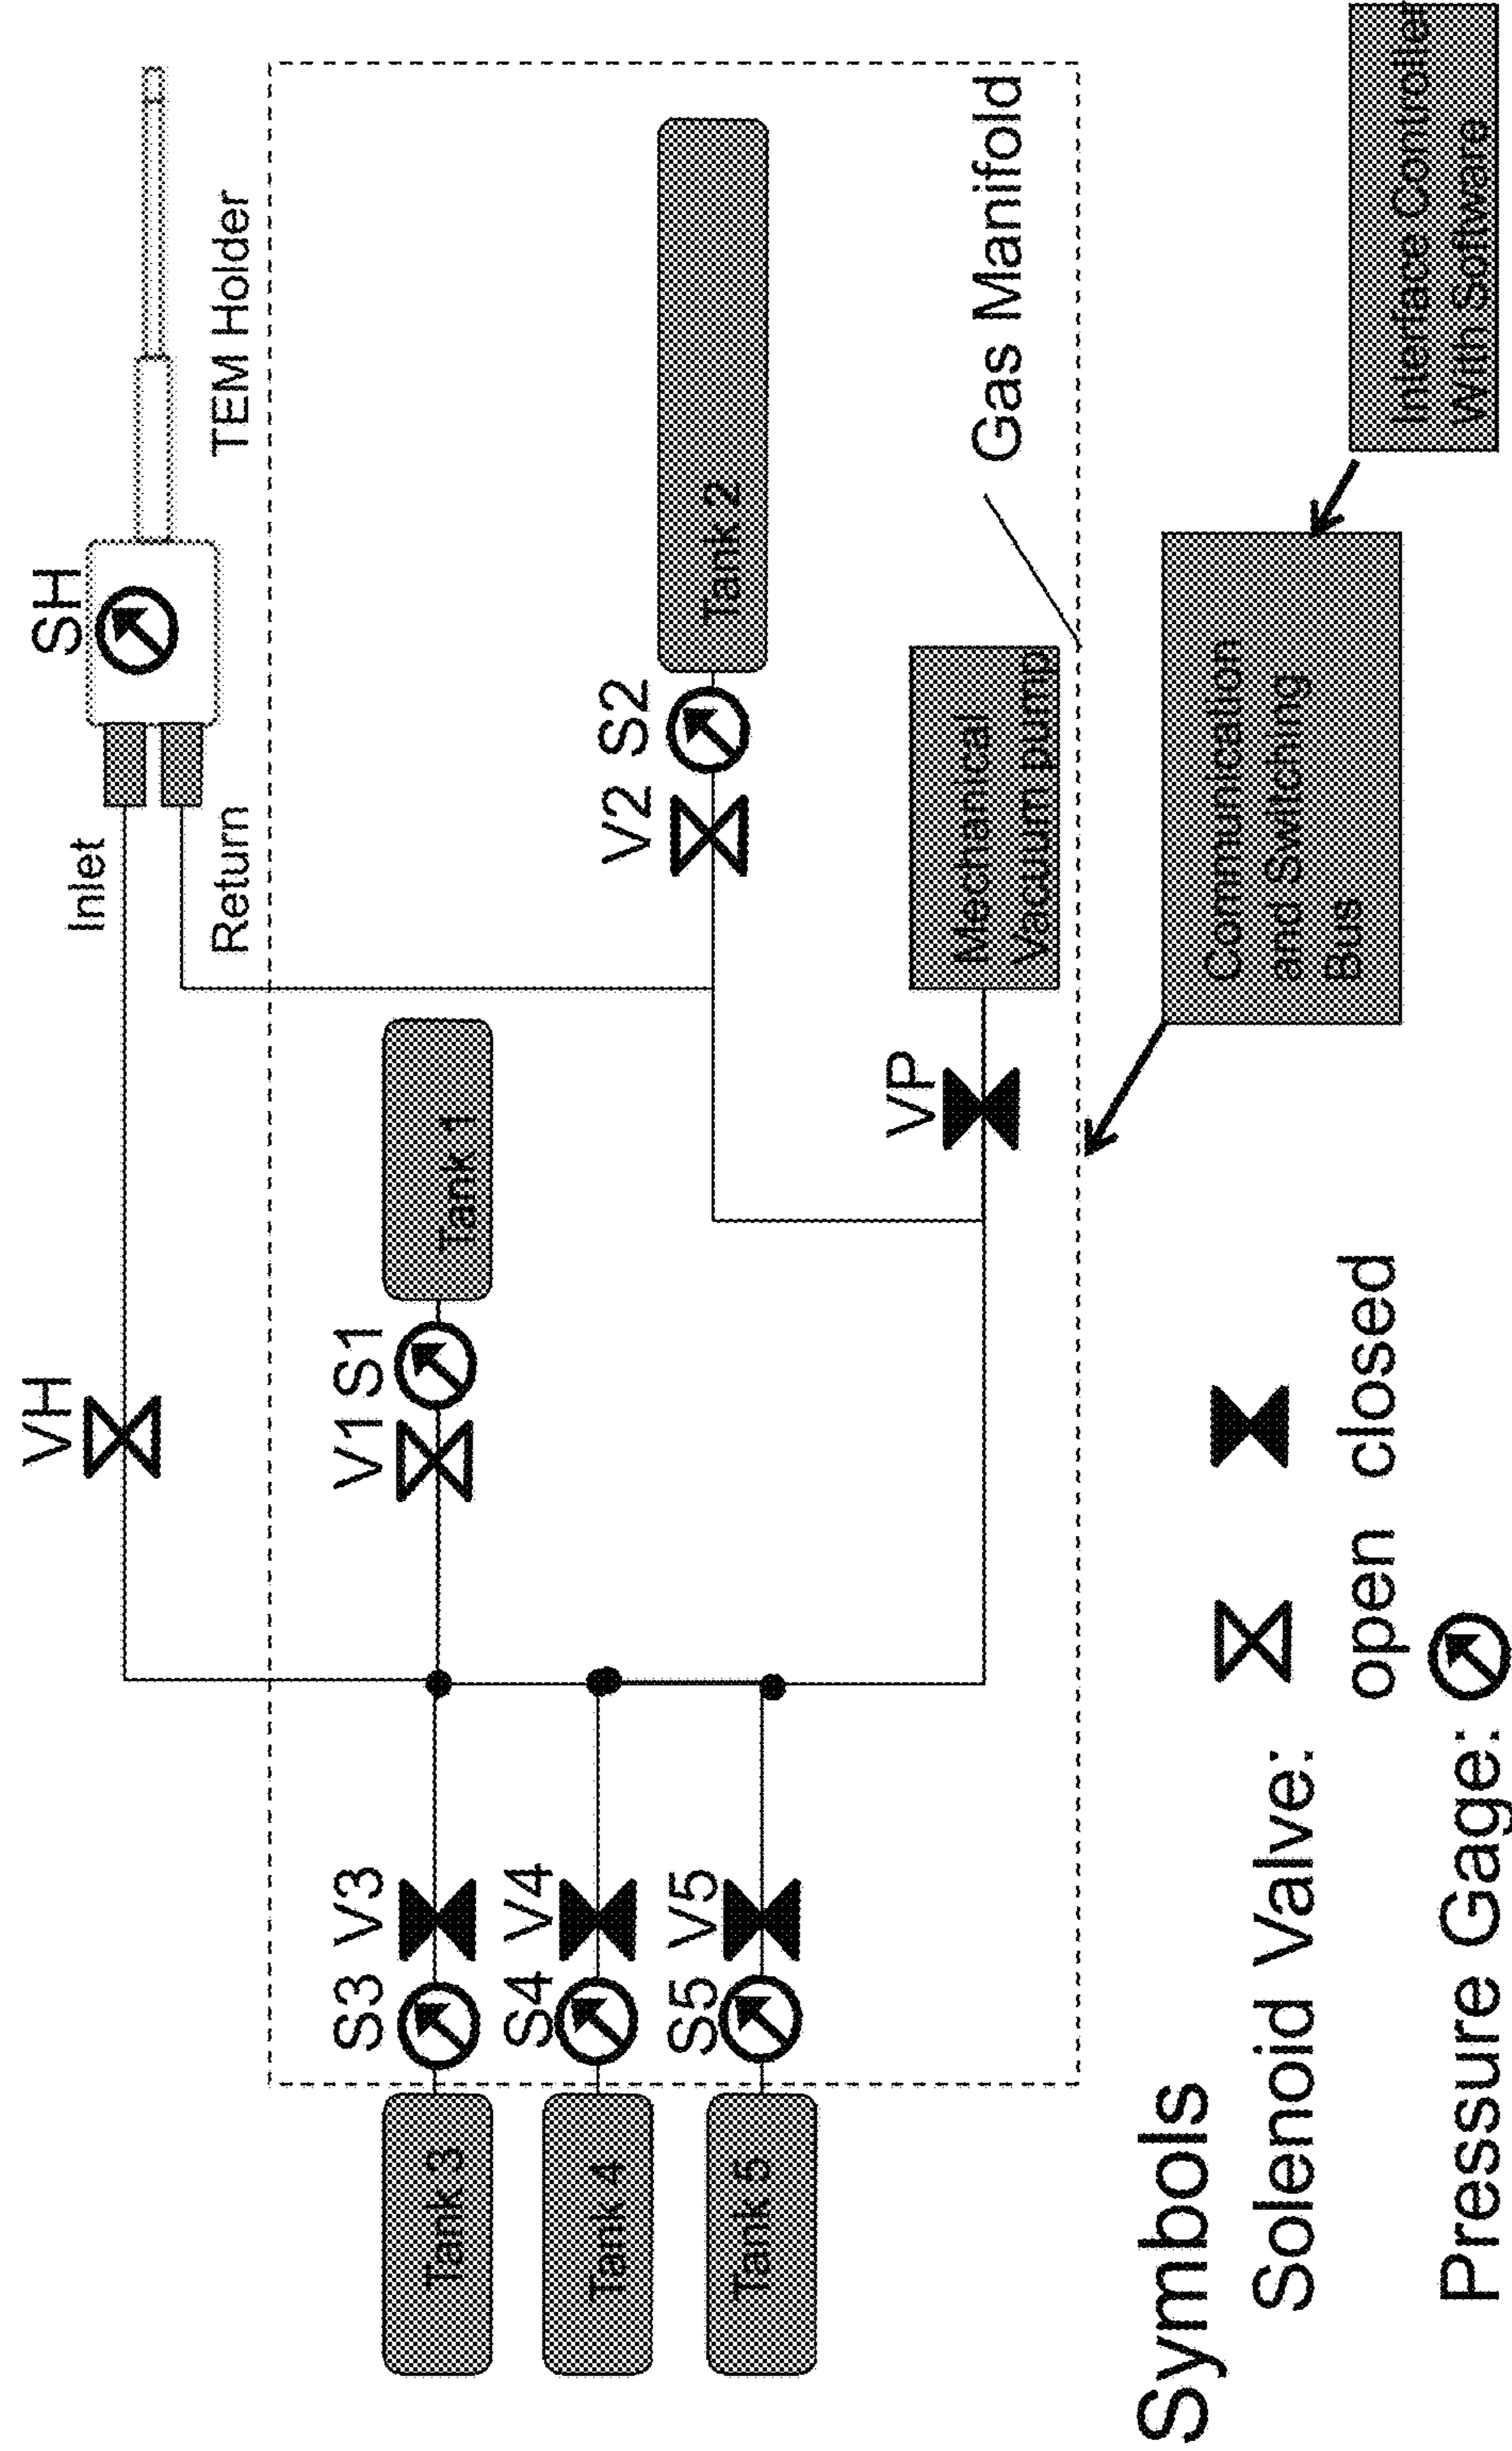 SH
TEM Holder
Inlet
Return
VH
V1 S1
Tank 1
V2 S2
Tank 2
S3 V3
Tank 3
S4 V4
Tank 4
S5 V5
Tank 5
VP
Mechanical
Vacuum pump
Gas Manifold
Communication
and Switching
Bus
Interface Controller
With Software
Symbols
Solenoid Valve:
open closed
Pressure Gage: